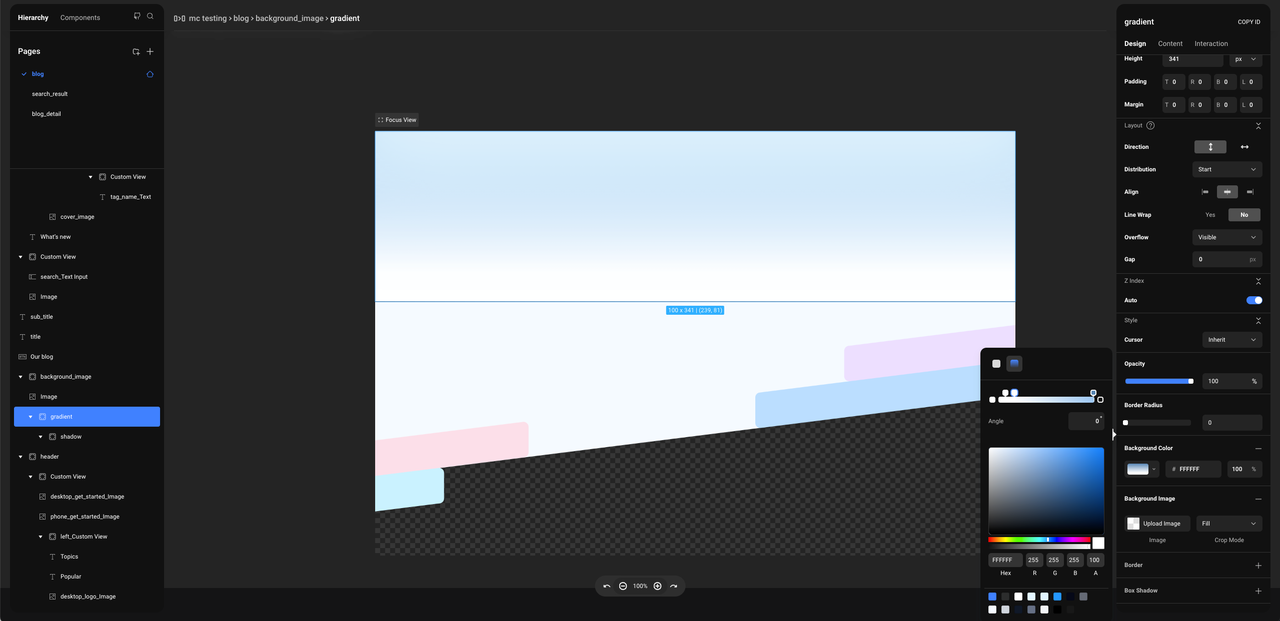 Hierarchy Components
Pages
blog
search_result
blog_detail
Custom View
tag_name_Text
cover_image
What's new
Custom View
search_Text Input
Image
sub_title
title
Our blog
background_image
Image
gradient
shadow
header
Custom View
desktop_get_started_Image
phone_get_started_Image
left_Custom View
Topics
Popular
desktop_logo_Image
mc testing › blog › background_image › gradient
Focus View
100 x 341 | (239, 81)
100%
Angle 0°
FFFFFF 255 255 255 100
Hex R G B A
gradient COPY ID
Design Content Interaction
Height 341 px
Padding T 0 R 0 B 0 L 0
Margin T 0 R 0 B 0 L 0
Layout ?
Direction
Distribution Start
Align
Line Wrap Yes No
Overflow Visible
Gap 0 px
Z Index
Auto
Style
Cursor Inherit
Opacity
100 %
Border Radius
0
Background Color
# FFFFFF 100 %
Background Image
Upload Image Fill
Image Crop Mode
Border
Box Shadow